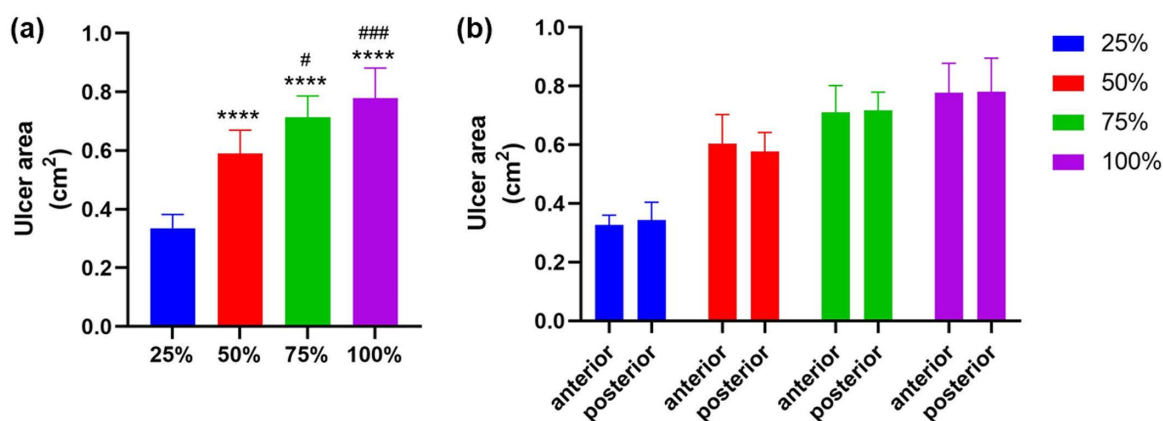 (a)
Ulcer area
(cm²)
1.0
0.8
0.6
0.4
0.2
0.0
****
#
****
###
****
25% 50% 75% 100%
(b)
Ulcer area
(cm²)
1.0
0.8
0.6
0.4
0.2
0.0
anterior
posterior
anterior
posterior
anterior
posterior
anterior
posterior
25%
50%
75%
100%